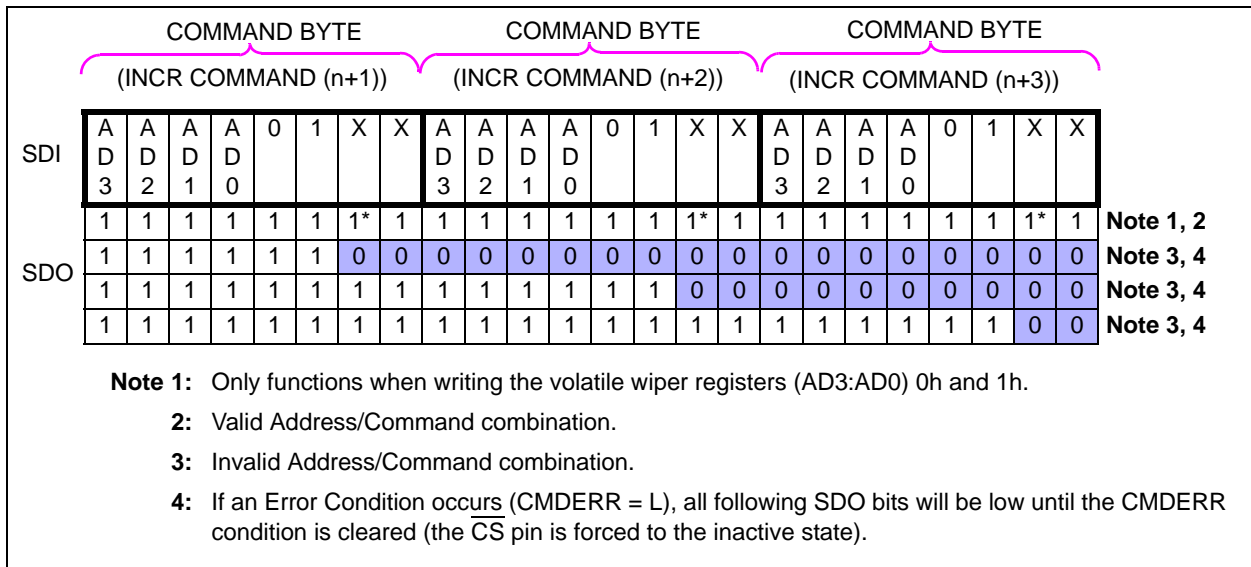 COMMAND BYTE COMMAND BYTE COMMAND BYTE
(INCR COMMAND (n+1)) (INCR COMMAND (n+2)) (INCR COMMAND (n+3))
SDI
A A A A 0 1 X X A A A A 0 1 X X A A A A 0 1 X X
D D D D D D D D D D D D
3 2 1 0 3 2 1 0 3 2 1 0
SDO
1 1 1 1 1 1 1* 1 1 1 1 1 1 1 1* 1 1 1 1 1 1 1 1* 1 Note 1, 2
1 1 1 1 1 1 0 0 0 0 0 0 0 0 0 0 0 0 0 0 0 0 0 0 Note 3, 4
1 1 1 1 1 1 1 1 1 1 1 1 1 1 0 0 0 0 0 0 0 0 0 0 Note 3, 4
1 1 1 1 1 1 1 1 1 1 1 1 1 1 1 1 1 1 1 1 1 1 0 0 Note 3, 4
Note 1: Only functions when writing the volatile wiper registers (AD3:AD0) 0h and 1h.
2: Valid Address/Command combination.
3: Invalid Address/Command combination.
4: If an Error Condition occurs (CMDERR = L), all following SDO bits will be low until the CMDERR
condition is cleared (the C̅S̅ pin is forced to the inactive state).